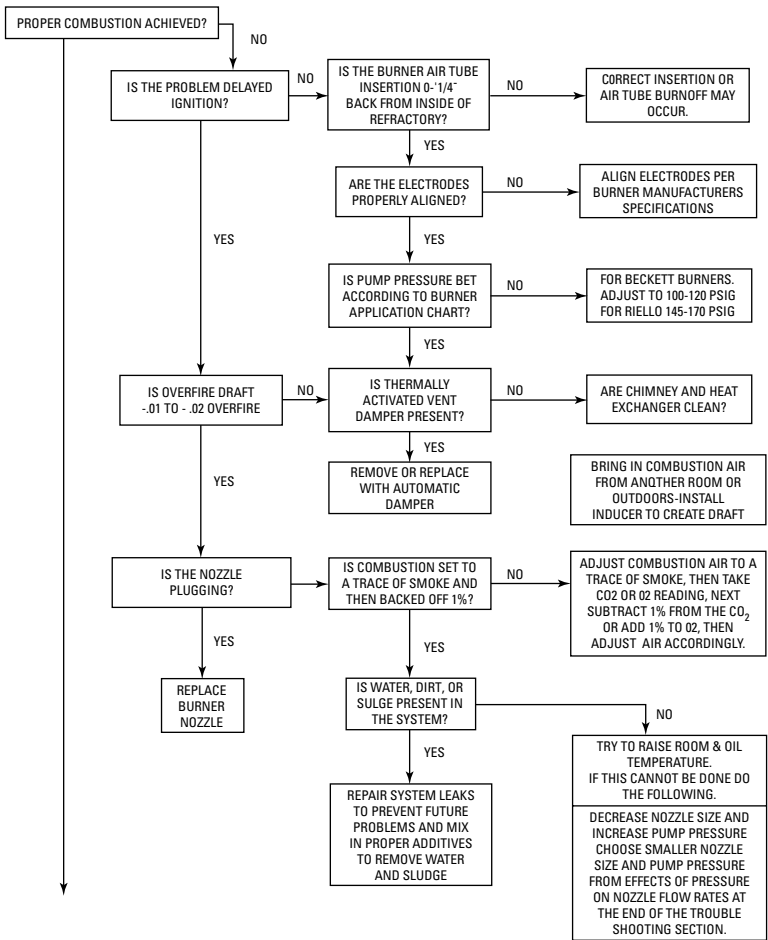 PROPER COMBUSTION ACHIEVED?
NO
IS THE PROBLEM DELAYED
IGNITION?
NO
IS THE BURNER AIR TUBE
INSERTION 0-'1/4"
BACK FROM INSIDE OF
REFRACTORY?
NO
CORRECT INSERTION OR
AIR TUBE BURNOFF MAY
OCCUR.
YES
ARE THE ELECTRODES
PROPERLY ALIGNED?
NO
ALIGN ELECTRODES PER
BURNER MANUFACTURERS
SPECIFICATIONS
YES
YES
IS PUMP PRESSURE BET
ACCORDING TO BURNER
APPLICATION CHART?
NO
FOR BECKETT BURNERS.
ADJUST TO 100-120 PSIG
FOR RIELLO 145-170 PSIG
YES
IS OVERFIRE DRAFT
-.01 TO - .02 OVERFIRE
NO
IS THERMALLY
ACTIVATED VENT
DAMPER PRESENT?
NO
ARE CHIMNEY AND HEAT
EXCHANGER CLEAN?
YES
YES
REMOVE OR REPLACE
WITH AUTOMATIC
DAMPER
BRING IN COMBUSTION AIR
FROM ANQTHER ROOM OR
OUTDOORS-INSTALL
INDUCER TO CREATE DRAFT
IS THE NOZZLE
PLUGGING?
IS COMBUSTION SET TO
A TRACE OF SMOKE AND
THEN BACKED OFF 1%?
NO
ADJUST COMBUSTION AIR TO A
TRACE OF SMOKE, THEN TAKE
CO2 OR 02 READING, NEXT
SUBTRACT 1% FROM THE CO2
OR ADD 1% TO 02, THEN
ADJUST AIR ACCORDINGLY.
YES
YES
REPLACE
BURNER
NOZZLE
IS WATER, DIRT, OR
SULGE PRESENT IN
THE SYSTEM?
NO
YES
TRY TO RAISE ROOM & OIL
TEMPERATURE.
IF THIS CANNOT BE DONE DO
THE FOLLOWING.
REPAIR SYSTEM LEAKS
TO PREVENT FUTURE
PROBLEMS AND MIX
IN PROPER ADDITIVES
TO REMOVE WATER
AND SLUDGE
DECREASE NOZZLE SIZE AND
INCREASE PUMP PRESSURE
CHOOSE SMALLER NOZZLE
SIZE AND PUMP PRESSURE
FROM EFFECTS OF PRESSURE
ON NOZZLE FLOW RATES AT
THE END OF THE TROUBLE
SHOOTING SECTION.